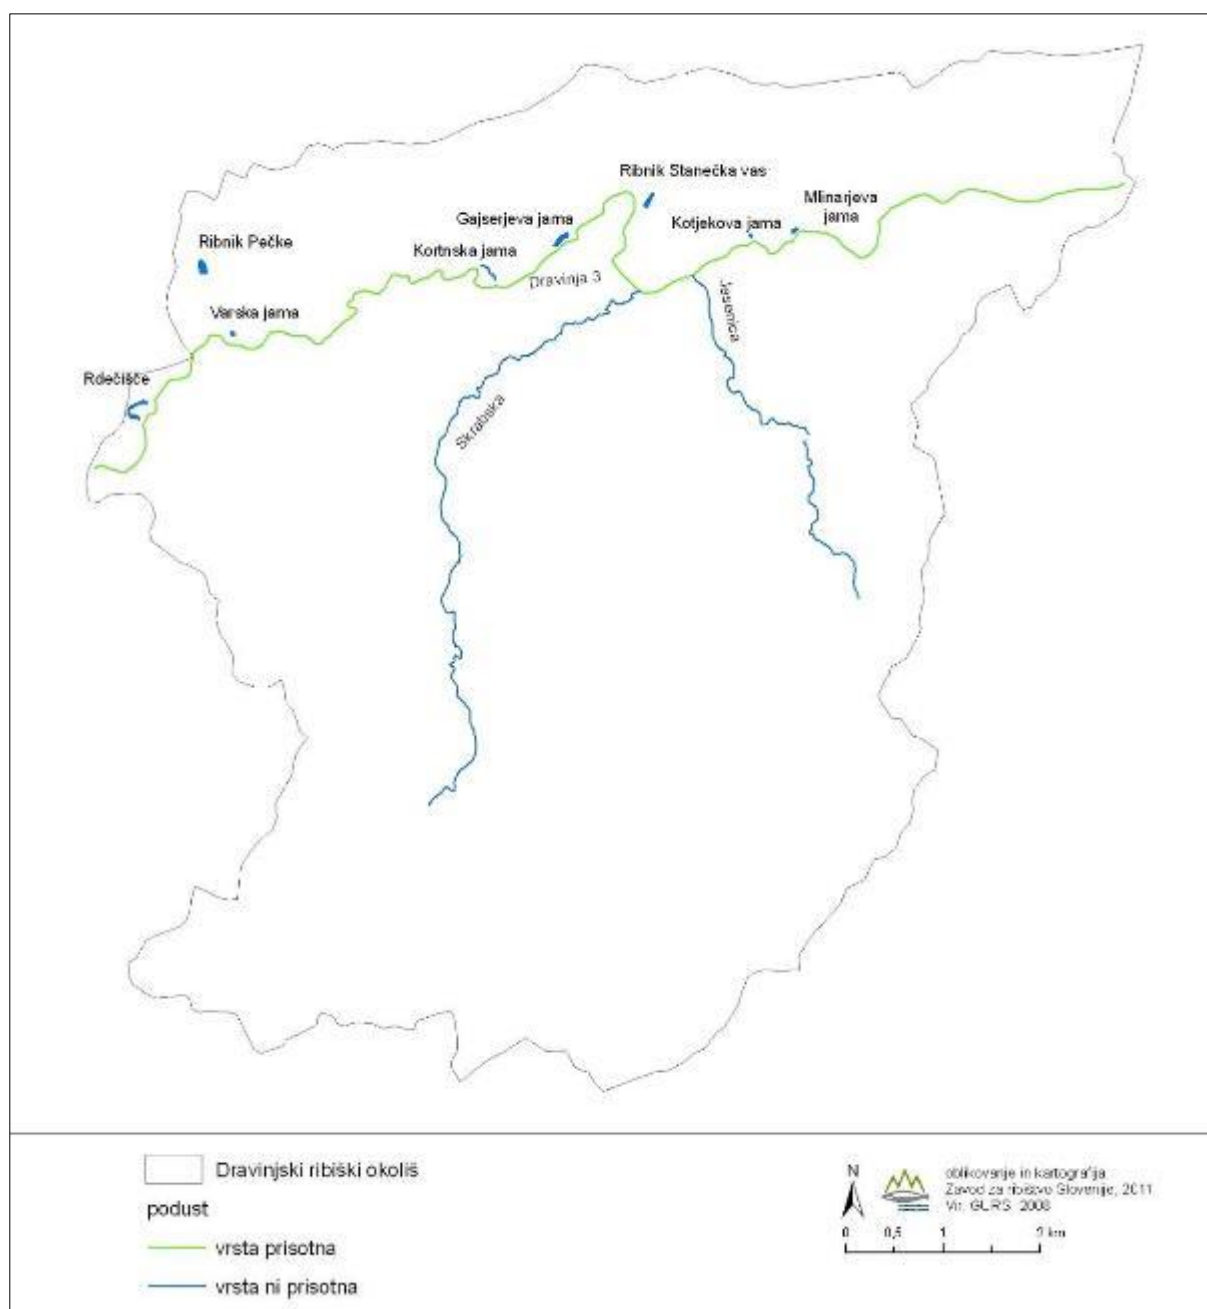 Ribnik Stanečka vas
Mlinarjeva
jama
Gajserjeva jama
Kotjekova jama
Ribnik Pečke
Kortnska jama
Dravinja 3
Varska jama
Jesenica
Rdečišče
Skrabska
Dravinjski ribiški okoliš
podust
vrsta prisotna
vrsta ni prisotna
N
oblikovanje in kartografija
Zavod za ribištvo Slovenije, 2011
Vir: GURS, 2008
0 0,5 1 2 km